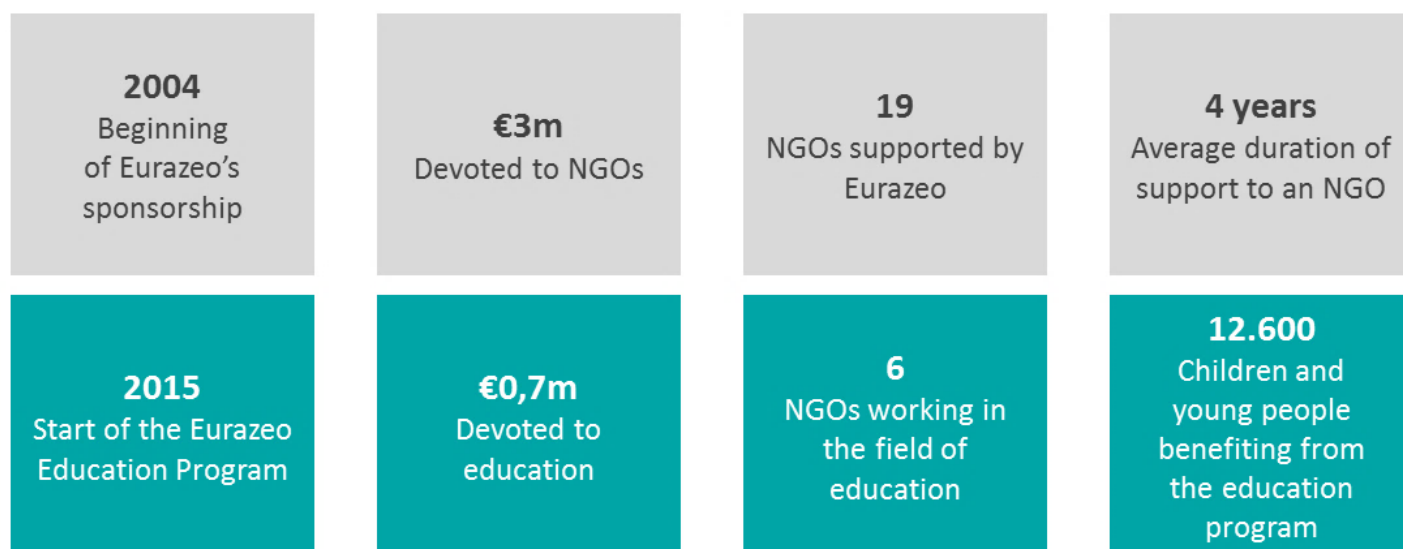 2004
Beginning
of Eurazeo’s
sponsorship
€3m
Devoted to NGOs
19
NGOs supported by
Eurazeo
4 years
Average duration of
support to an NGO
2015
Start of the Eurazeo
Education Program
€0,7m
Devoted to
education
6
NGOs working in
the field of
education
12.600
Children and
young people
benefiting from
the education
program